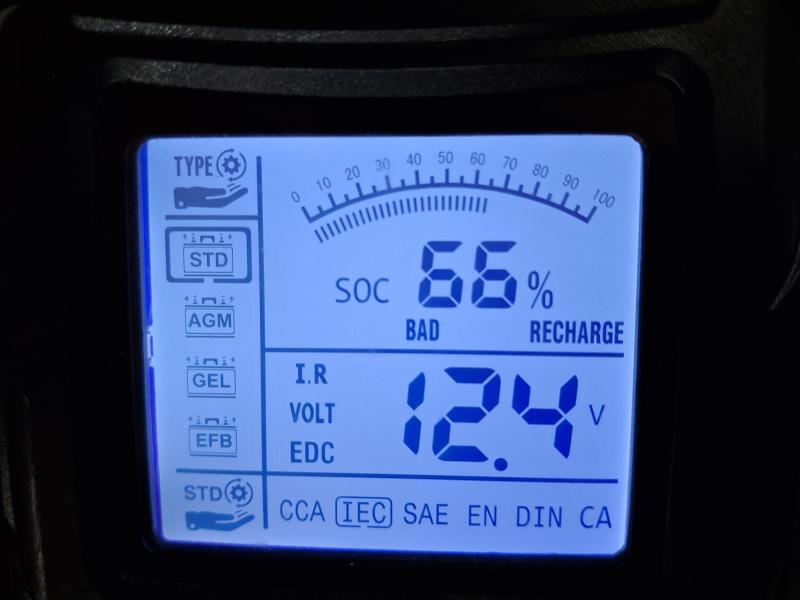 TYPE
0 10 20 30 40 50 60 70 80 90 100
STD
SOC 66 %
BAD RECHARGE
AGM
GEL
EFB
I.R
VOLT
EDC
12.4 V
STD
CCA IEC SAE EN DIN CA